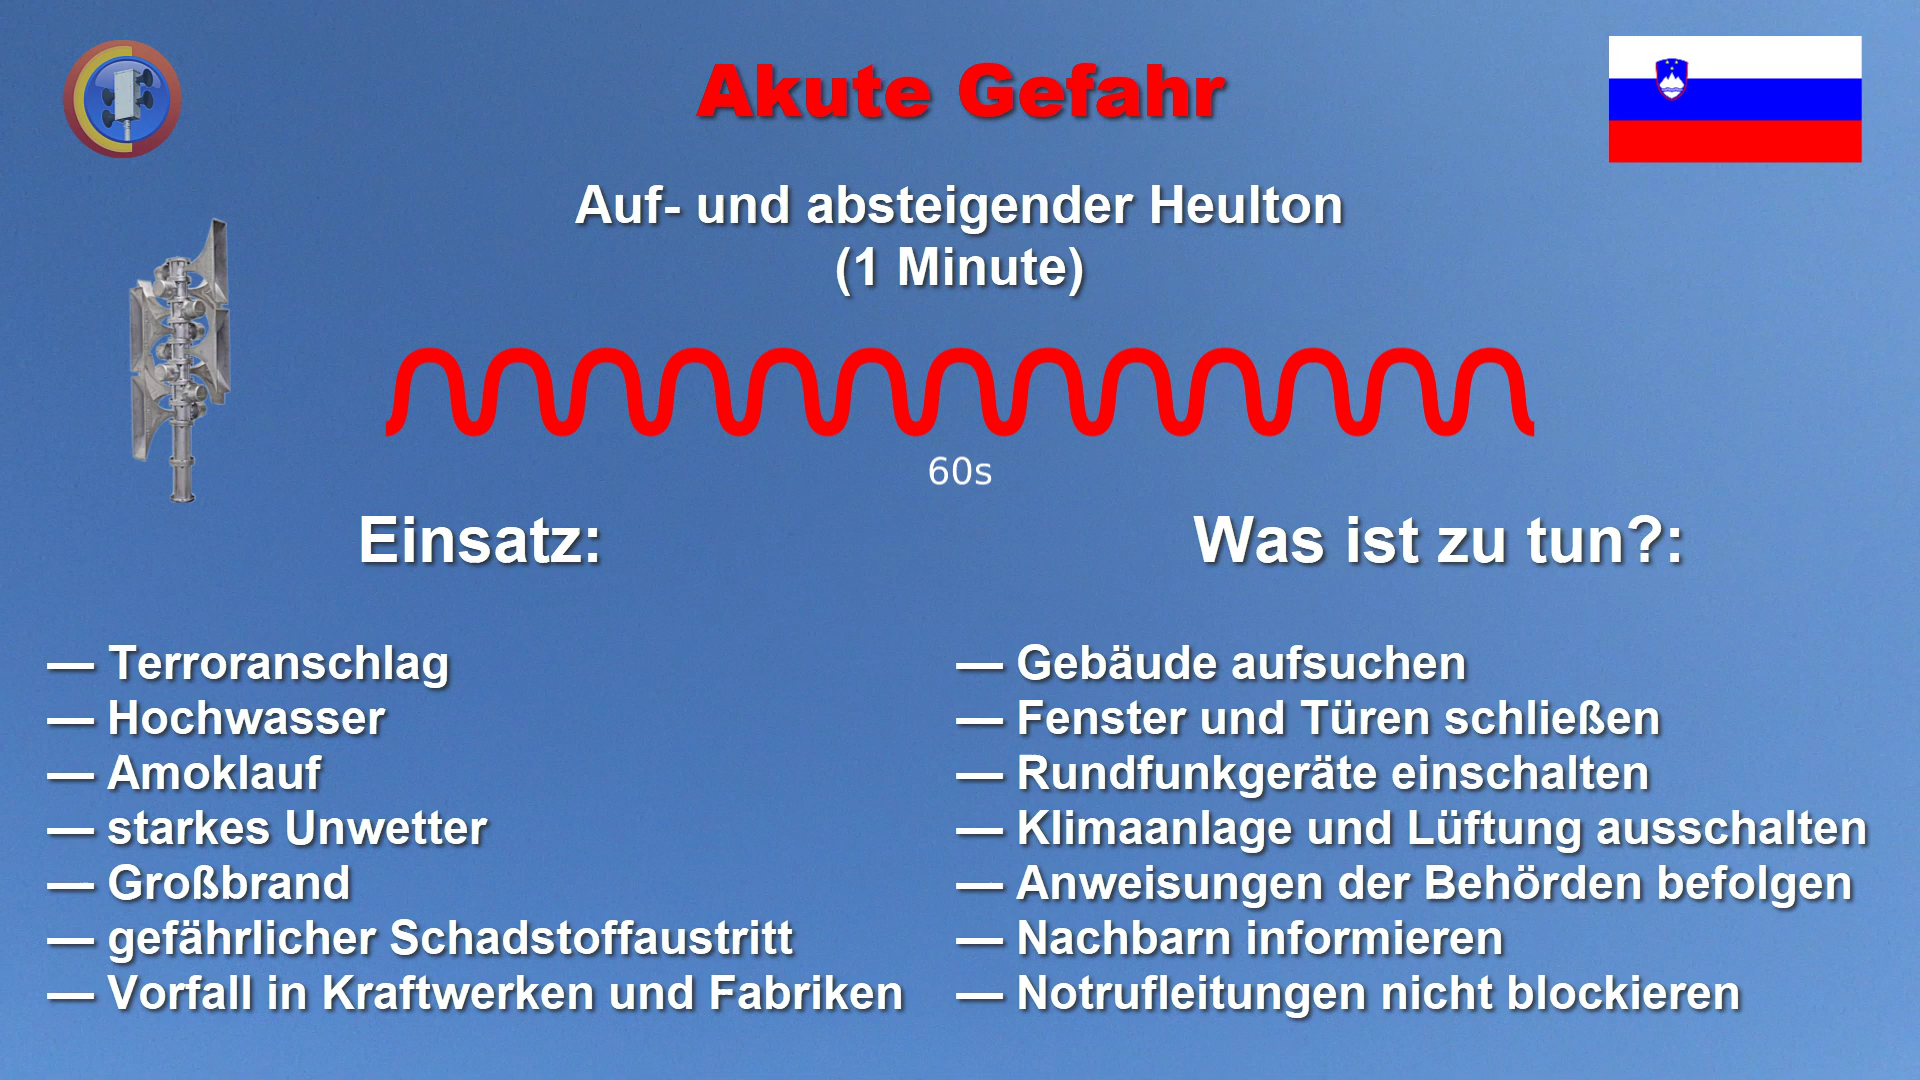 Akute Gefahr
Auf- und absteigender Heulton
(1 Minute)
60s
Einsatz:
— Terroranschlag
— Hochwasser
— Amoklauf
— starkes Unwetter
— Großbrand
— gefährlicher Schadstoffaustritt
— Vorfall in Kraftwerken und Fabriken
Was ist zu tun?:
— Gebäude aufsuchen
— Fenster und Türen schließen
— Rundfunkgeräte einschalten
— Klimaanlage und Lüftung ausschalten
— Anweisungen der Behörden befolgen
— Nachbarn informieren
— Notrufleitungen nicht blockieren